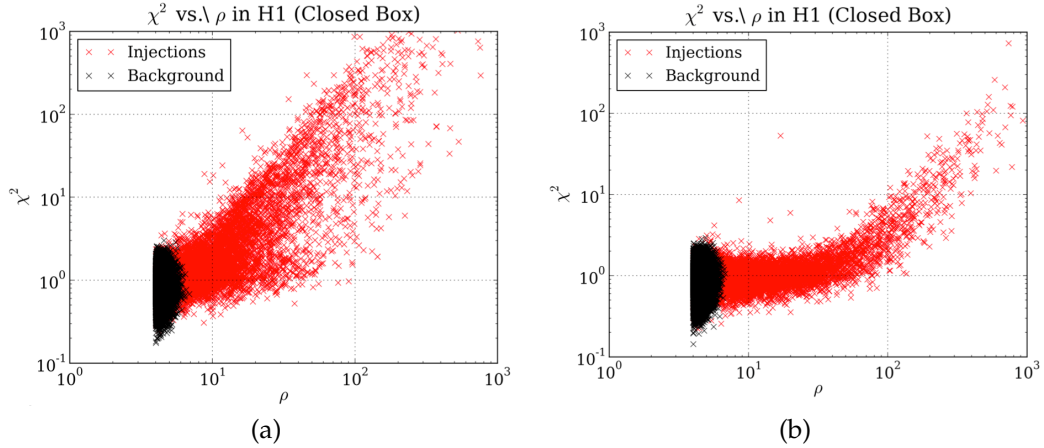 χ² vs.\ ρ in H1 (Closed Box)
× × Injections
× × Background
10³
10²
10¹
10⁰
10⁻¹
χ²
10⁰ 10¹ 10² 10³
ρ
(a)
χ² vs.\ ρ in H1 (Closed Box)
× × Injections
× × Background
10³
10²
10¹
10⁰
10⁻¹
χ²
10⁰ 10¹ 10² 10³
ρ
(b)